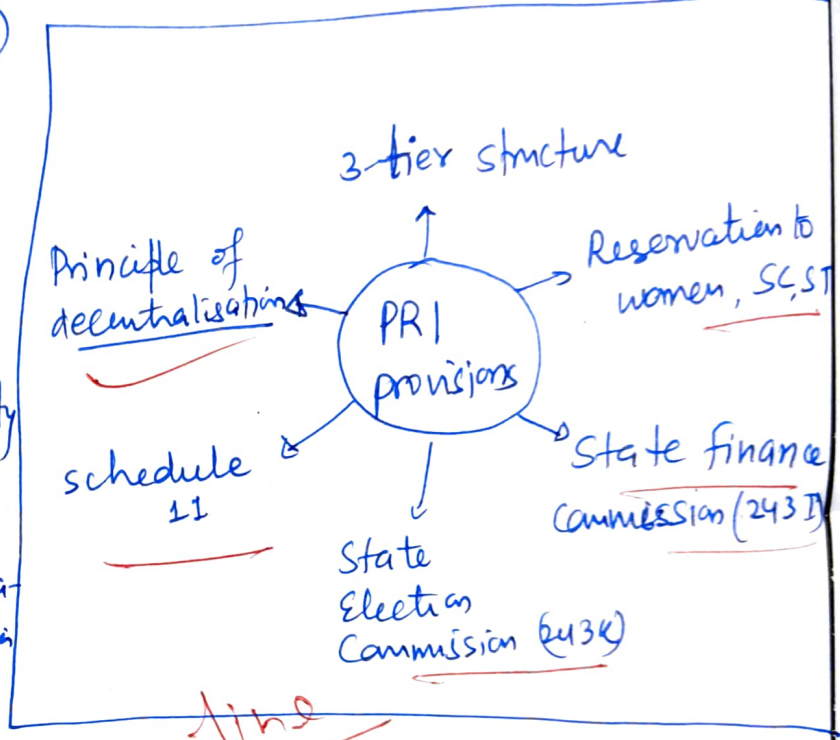 3-tier structure
Reservation to
women, SC, ST
Principle of
decentralisation
PRI
provisions
State finance
Commission (243 I)
schedule
11
State
Election
Commission (243K)